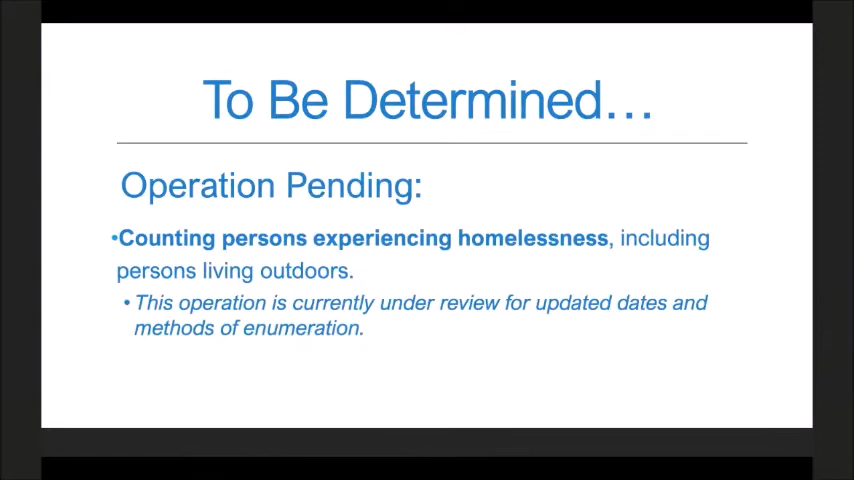 To Be Determined…
Operation Pending:
•Counting persons experiencing homelessness, including
persons living outdoors.
• This operation is currently under review for updated dates and
methods of enumeration.